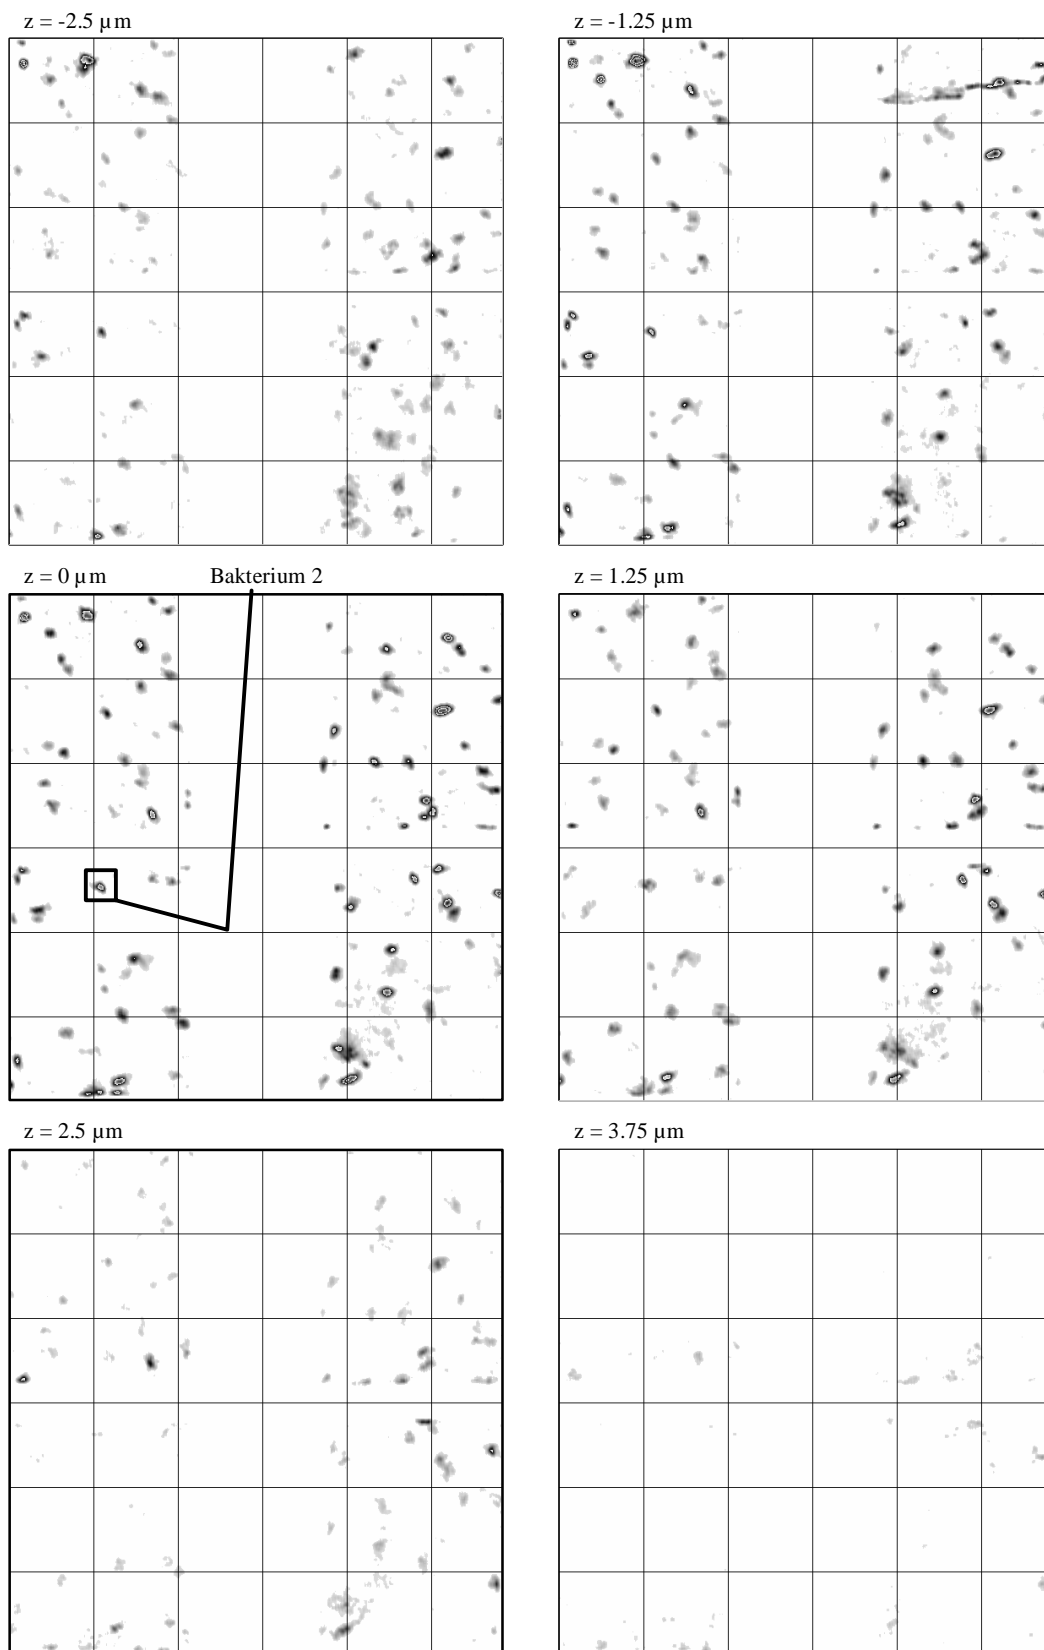 z = -2.5 µm
z = -1.25 µm
z = 0 µm
Bakterium 2
z = 1.25 µm
z = 2.5 µm
z = 3.75 µm